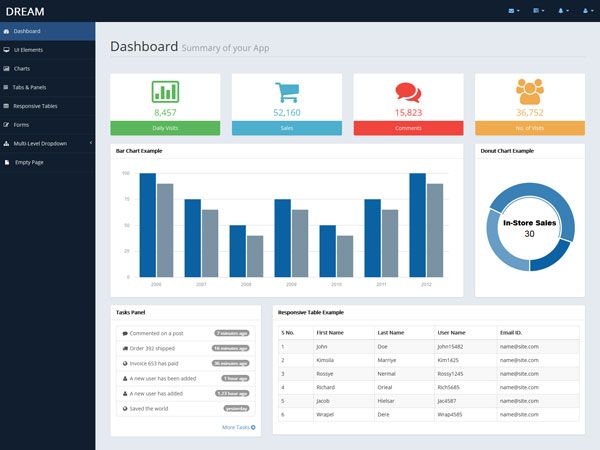 DREAM
Dashboard
UI Elements
Charts
Tabs & Panels
Responsive Tables
Forms
Multi-Level Dropdown
Empty Page
Dashboard Summary of your App
8,457
Daily Visits
52,160
Sales
15,823
Comments
36,752
No. of Visits
Bar Chart Example
100
75
50
25
0
2006 2007 2008 2009 2010 2011 2012
Donut Chart Example
In-Store Sales
30
Tasks Panel
Commented on a post 7 minutes ago
Order 392 shipped 16 minutes ago
Invoice 653 has paid 36 minutes ago
A new user has been added 1 hour ago
A new user has added 1.23 hour ago
Saved the world yesterday
More Tasks
Responsive Table Example
S No. First Name Last Name User Name Email ID.
1 John Doe John15482 name@site.com
2 Kimsila Marriye Kim1425 name@site.com
3 Rossye Nermal Rossy1245 name@site.com
4 Richard Orieal Rich5685 name@site.com
5 Jacob Hielsar Jac4587 name@site.com
6 Wrapel Dere Wrap4585 name@site.com